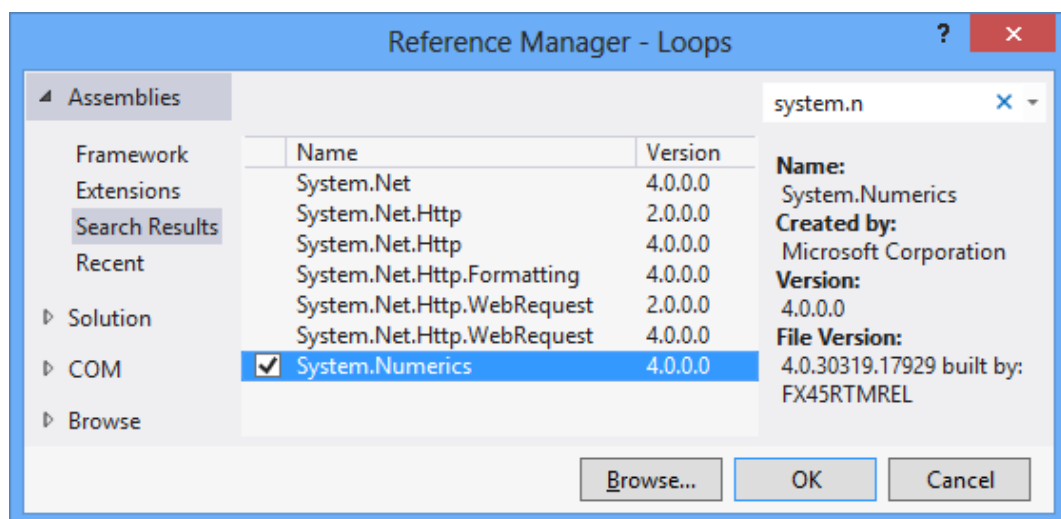 Reference Manager - Loops
?
Assemblies
Framework
Extensions
Search Results
Recent
Solution
COM
Browse
Name Version
System.Net 4.0.0.0
System.Net.Http 2.0.0.0
System.Net.Http 4.0.0.0
System.Net.Http.Formatting 4.0.0.0
System.Net.Http.WebRequest 2.0.0.0
System.Net.Http.WebRequest 4.0.0.0
System.Numerics 4.0.0.0
system.n
Name:
System.Numerics
Created by:
Microsoft Corporation
Version:
4.0.0.0
File Version:
4.0.30319.17929 built by:
FX45RTMREL
Browse... OK Cancel